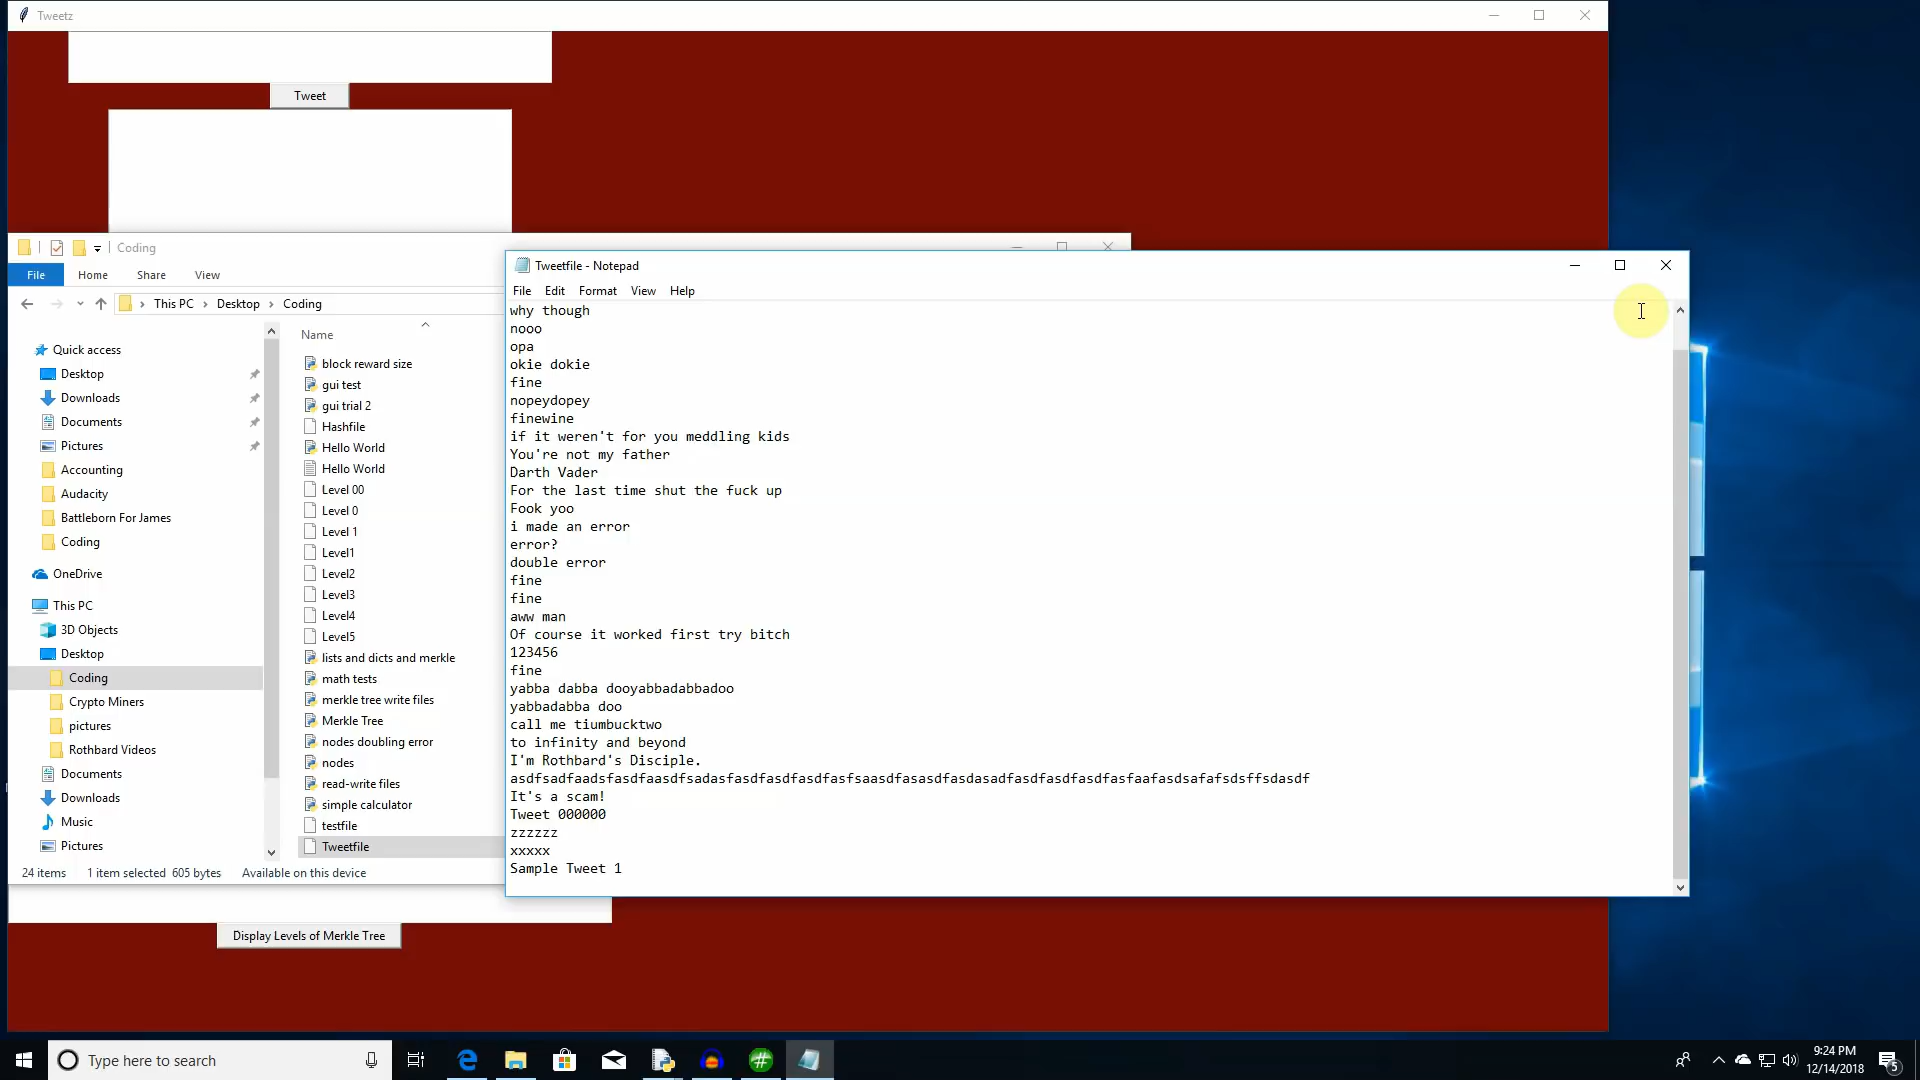 Tweetz
Tweet
Coding
File Home Share View
This PC Desktop Coding
Name
Quick access
Desktop
Downloads
Documents
Pictures
Accounting
Audacity
Battleborn For James
Coding
OneDrive
This PC
3D Objects
Desktop
Coding
Crypto Miners
pictures
Rothbard Videos
Documents
Downloads
Music
Pictures
block reward size
gui test
gui trial 2
Hashfile
Hello World
Hello World
Level 00
Level 0
Level 1
Level1
Level2
Level3
Level4
Level5
lists and dicts and merkle
math tests
merkle tree write files
Merkle Tree
nodes doubling error
nodes
read-write files
simple calculator
testfile
Tweetfile
24 items 1 item selected 605 bytes Available on this device
Tweetfile - Notepad
File Edit Format View Help
why though
nooo
opa
okie dokie
fine
nopeydopey
finewine
if it weren't for you meddling kids
You're not my father
Darth Vader
For the last time shut the fuck up
Fook yoo
i made an error
error?
double error
fine
fine
aww man
Of course it worked first try bitch
123456
fine
yabba dabba dooyabbadabbadoo
yabbadabba doo
call me tiumbucktwo
to infinity and beyond
I'm Rothbard's Disciple.
asdfsadfaadsfasdfaasdfsadasfasdfasdfasdfasfsaasdfasasdfasdasadfasdfasdfasdfasfaafasdsafafsdsffsdasdf
It's a scam!
Tweet 000000
zzzzzz
xxxxx
Sample Tweet 1
Display Levels of Merkle Tree
Type here to search
9:24 PM
12/14/2018
5